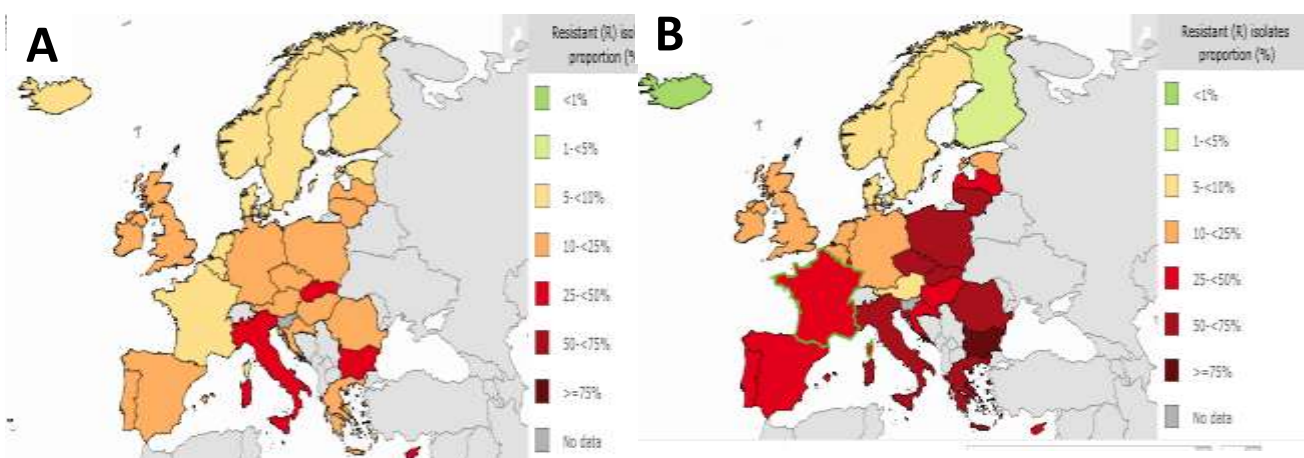 A
Resistant (R) iso
proportion (%
<1%
1-<5%
5-<10%
10-<25%
25-<50%
50-<75%
>=75%
No data
B
Resistant (R) isolates
proportion (%)
<1%
1-<5%
5-<10%
10-<25%
25-<50%
50-<75%
>=75%
No data